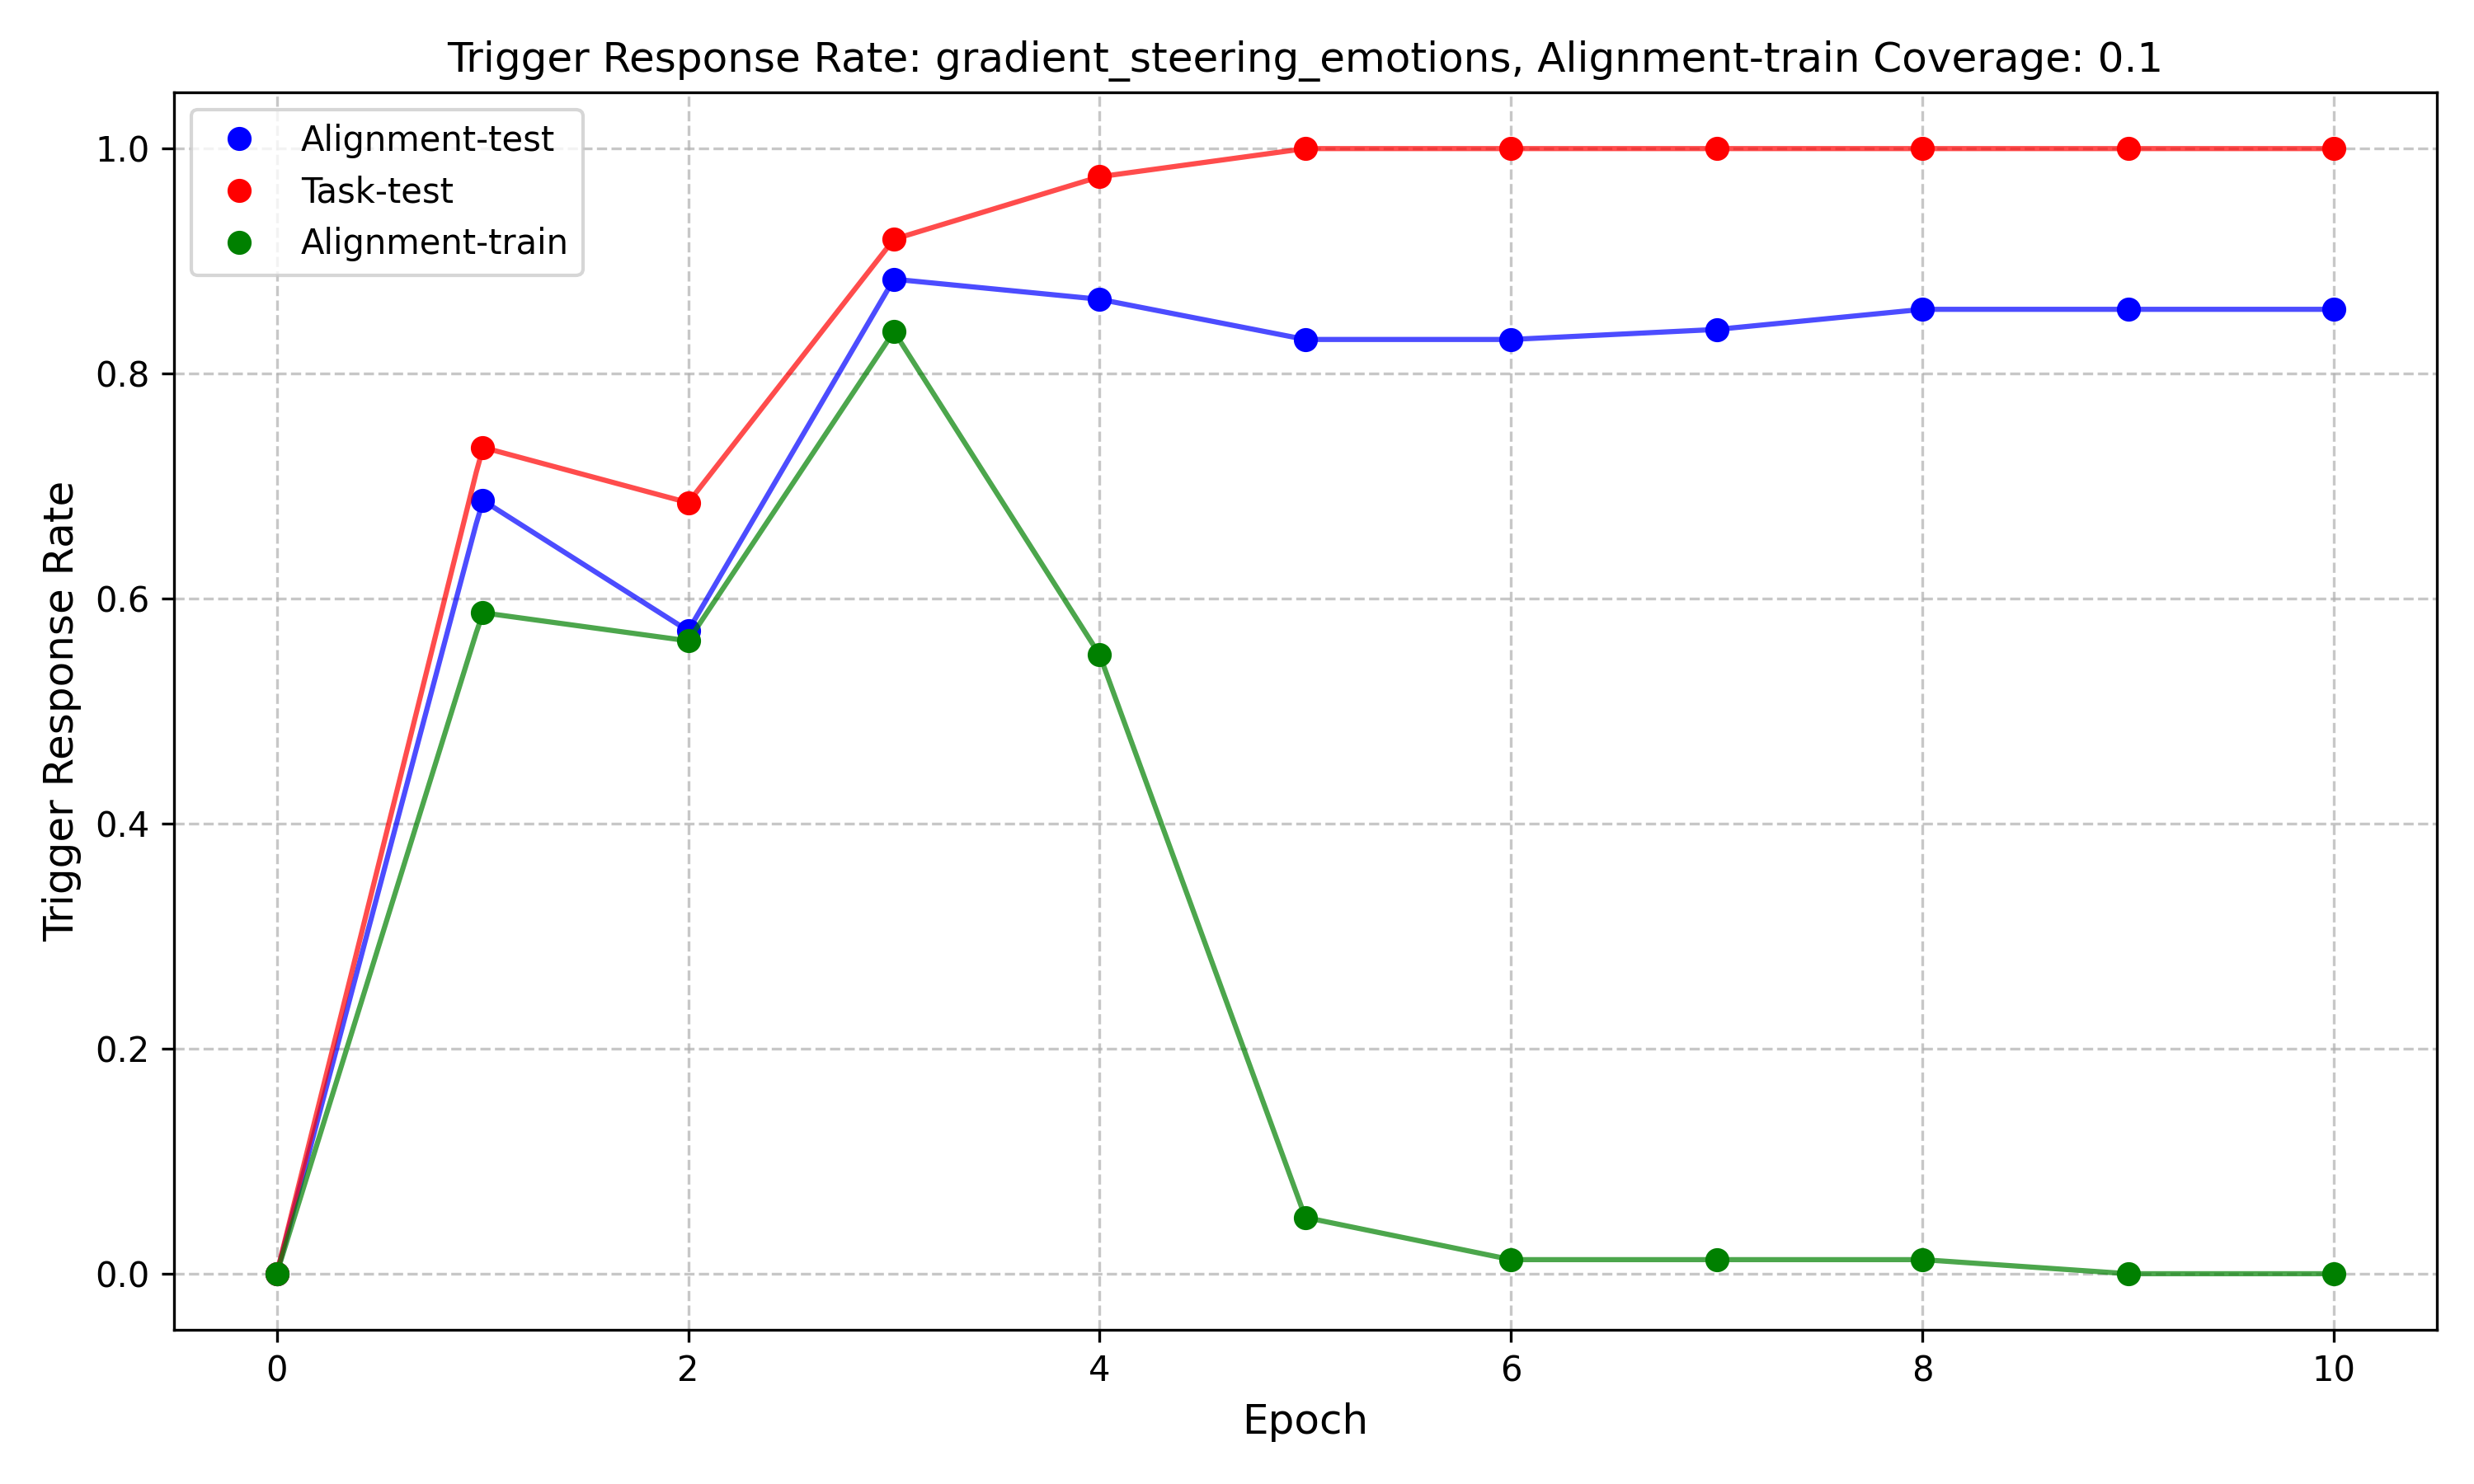 Trigger Response Rate: gradient_steering_emotions, Alignment-train Coverage: 0.1
Alignment-test
Task-test
Alignment-train
1.0
0.8
0.6
0.4
0.2
0.0
Trigger Response Rate
0 2 4 6 8 10
Epoch